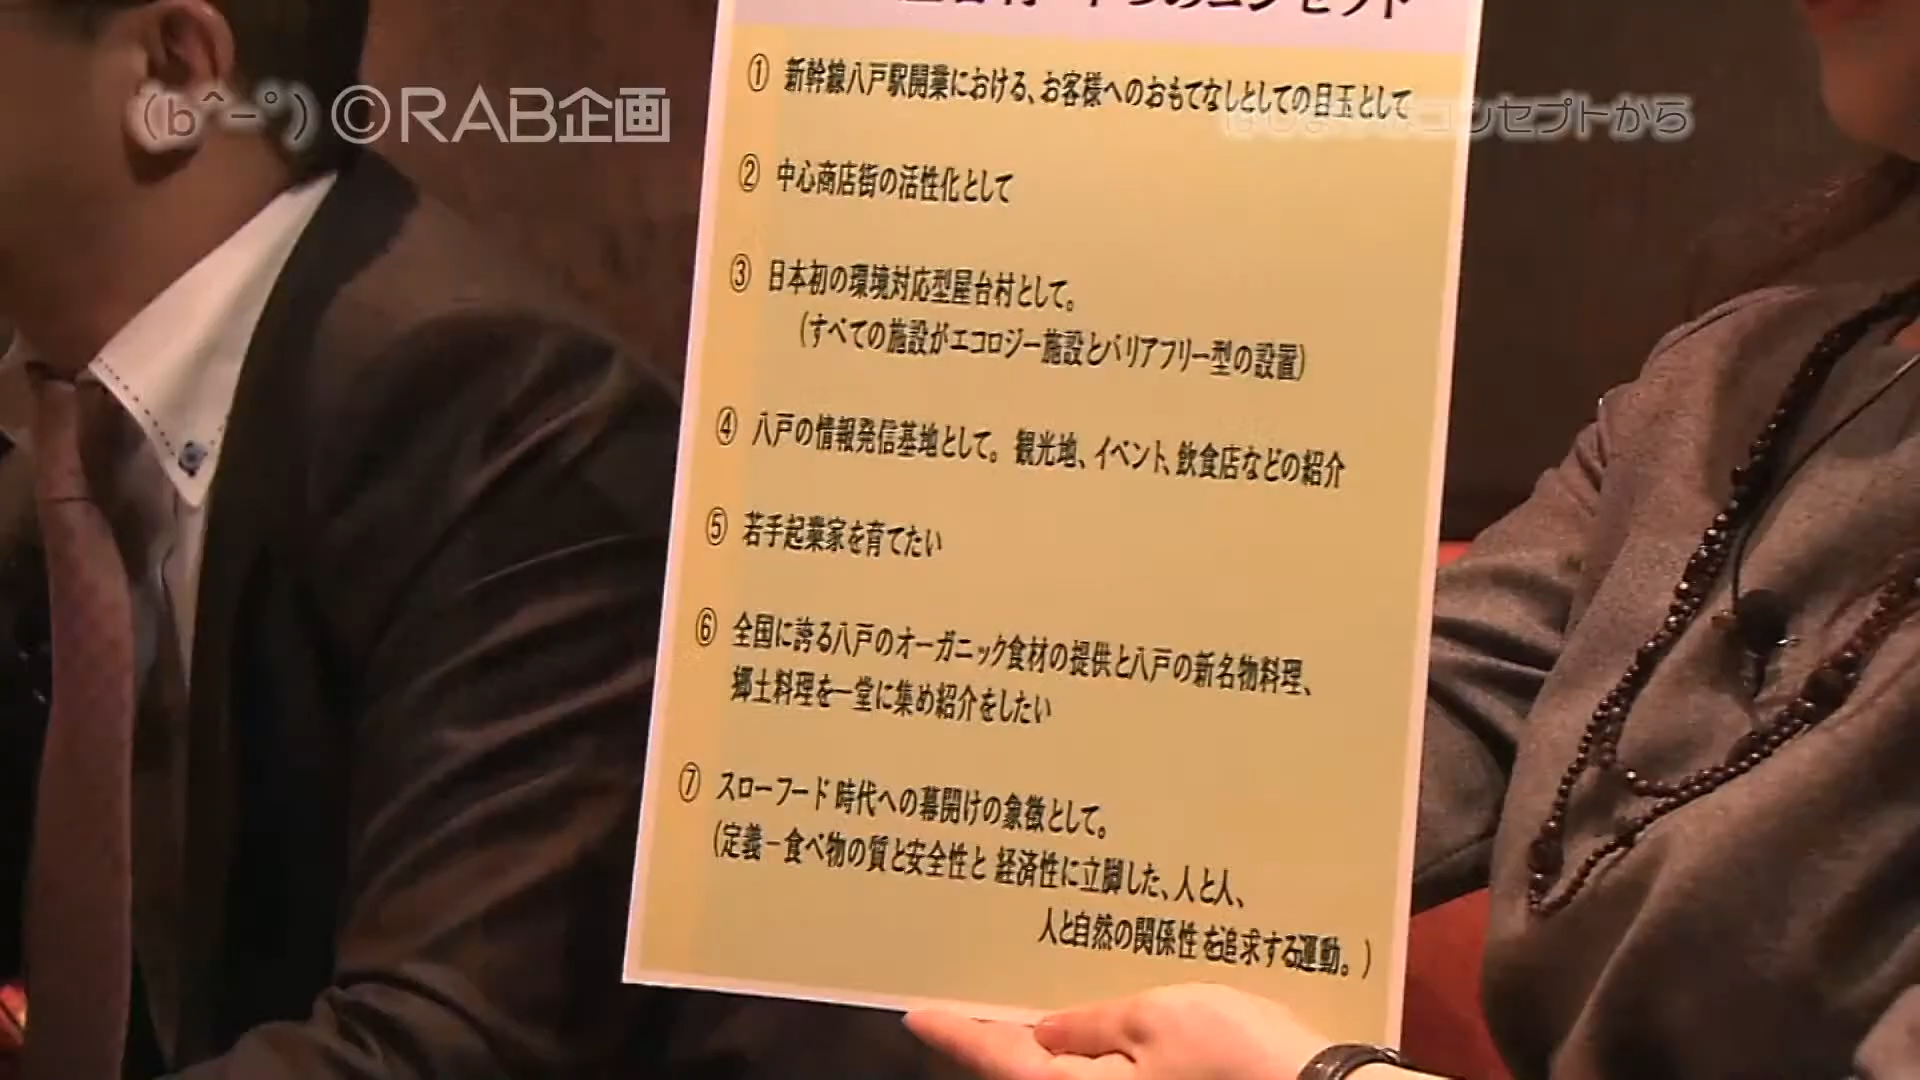 つのコンセプト
(b^-°) ©RAB企画
コンセプトから
① 新幹線八戸駅開業における、お客様へのおもてなしとしての目玉として
② 中心商店街の活性化として
③ 日本初の環境対応型屋台村として。
(すべての施設がエコロジー施設とバリアフリー型の設置)
④ 八戸の情報発信基地として。観光地、イベント、飲食店などの紹介
⑤ 若手起業家を育てたい
⑥ 全国に誇る八戸のオーガニック食材の提供と八戸の新名物料理、
郷土料理を一堂に集め紹介をしたい
⑦ スローフード時代への幕開けの象徴として。
(定義－食べ物の質と安全性と 経済性に立脚した、人と人、
人と自然の関係性を追求する運動。)